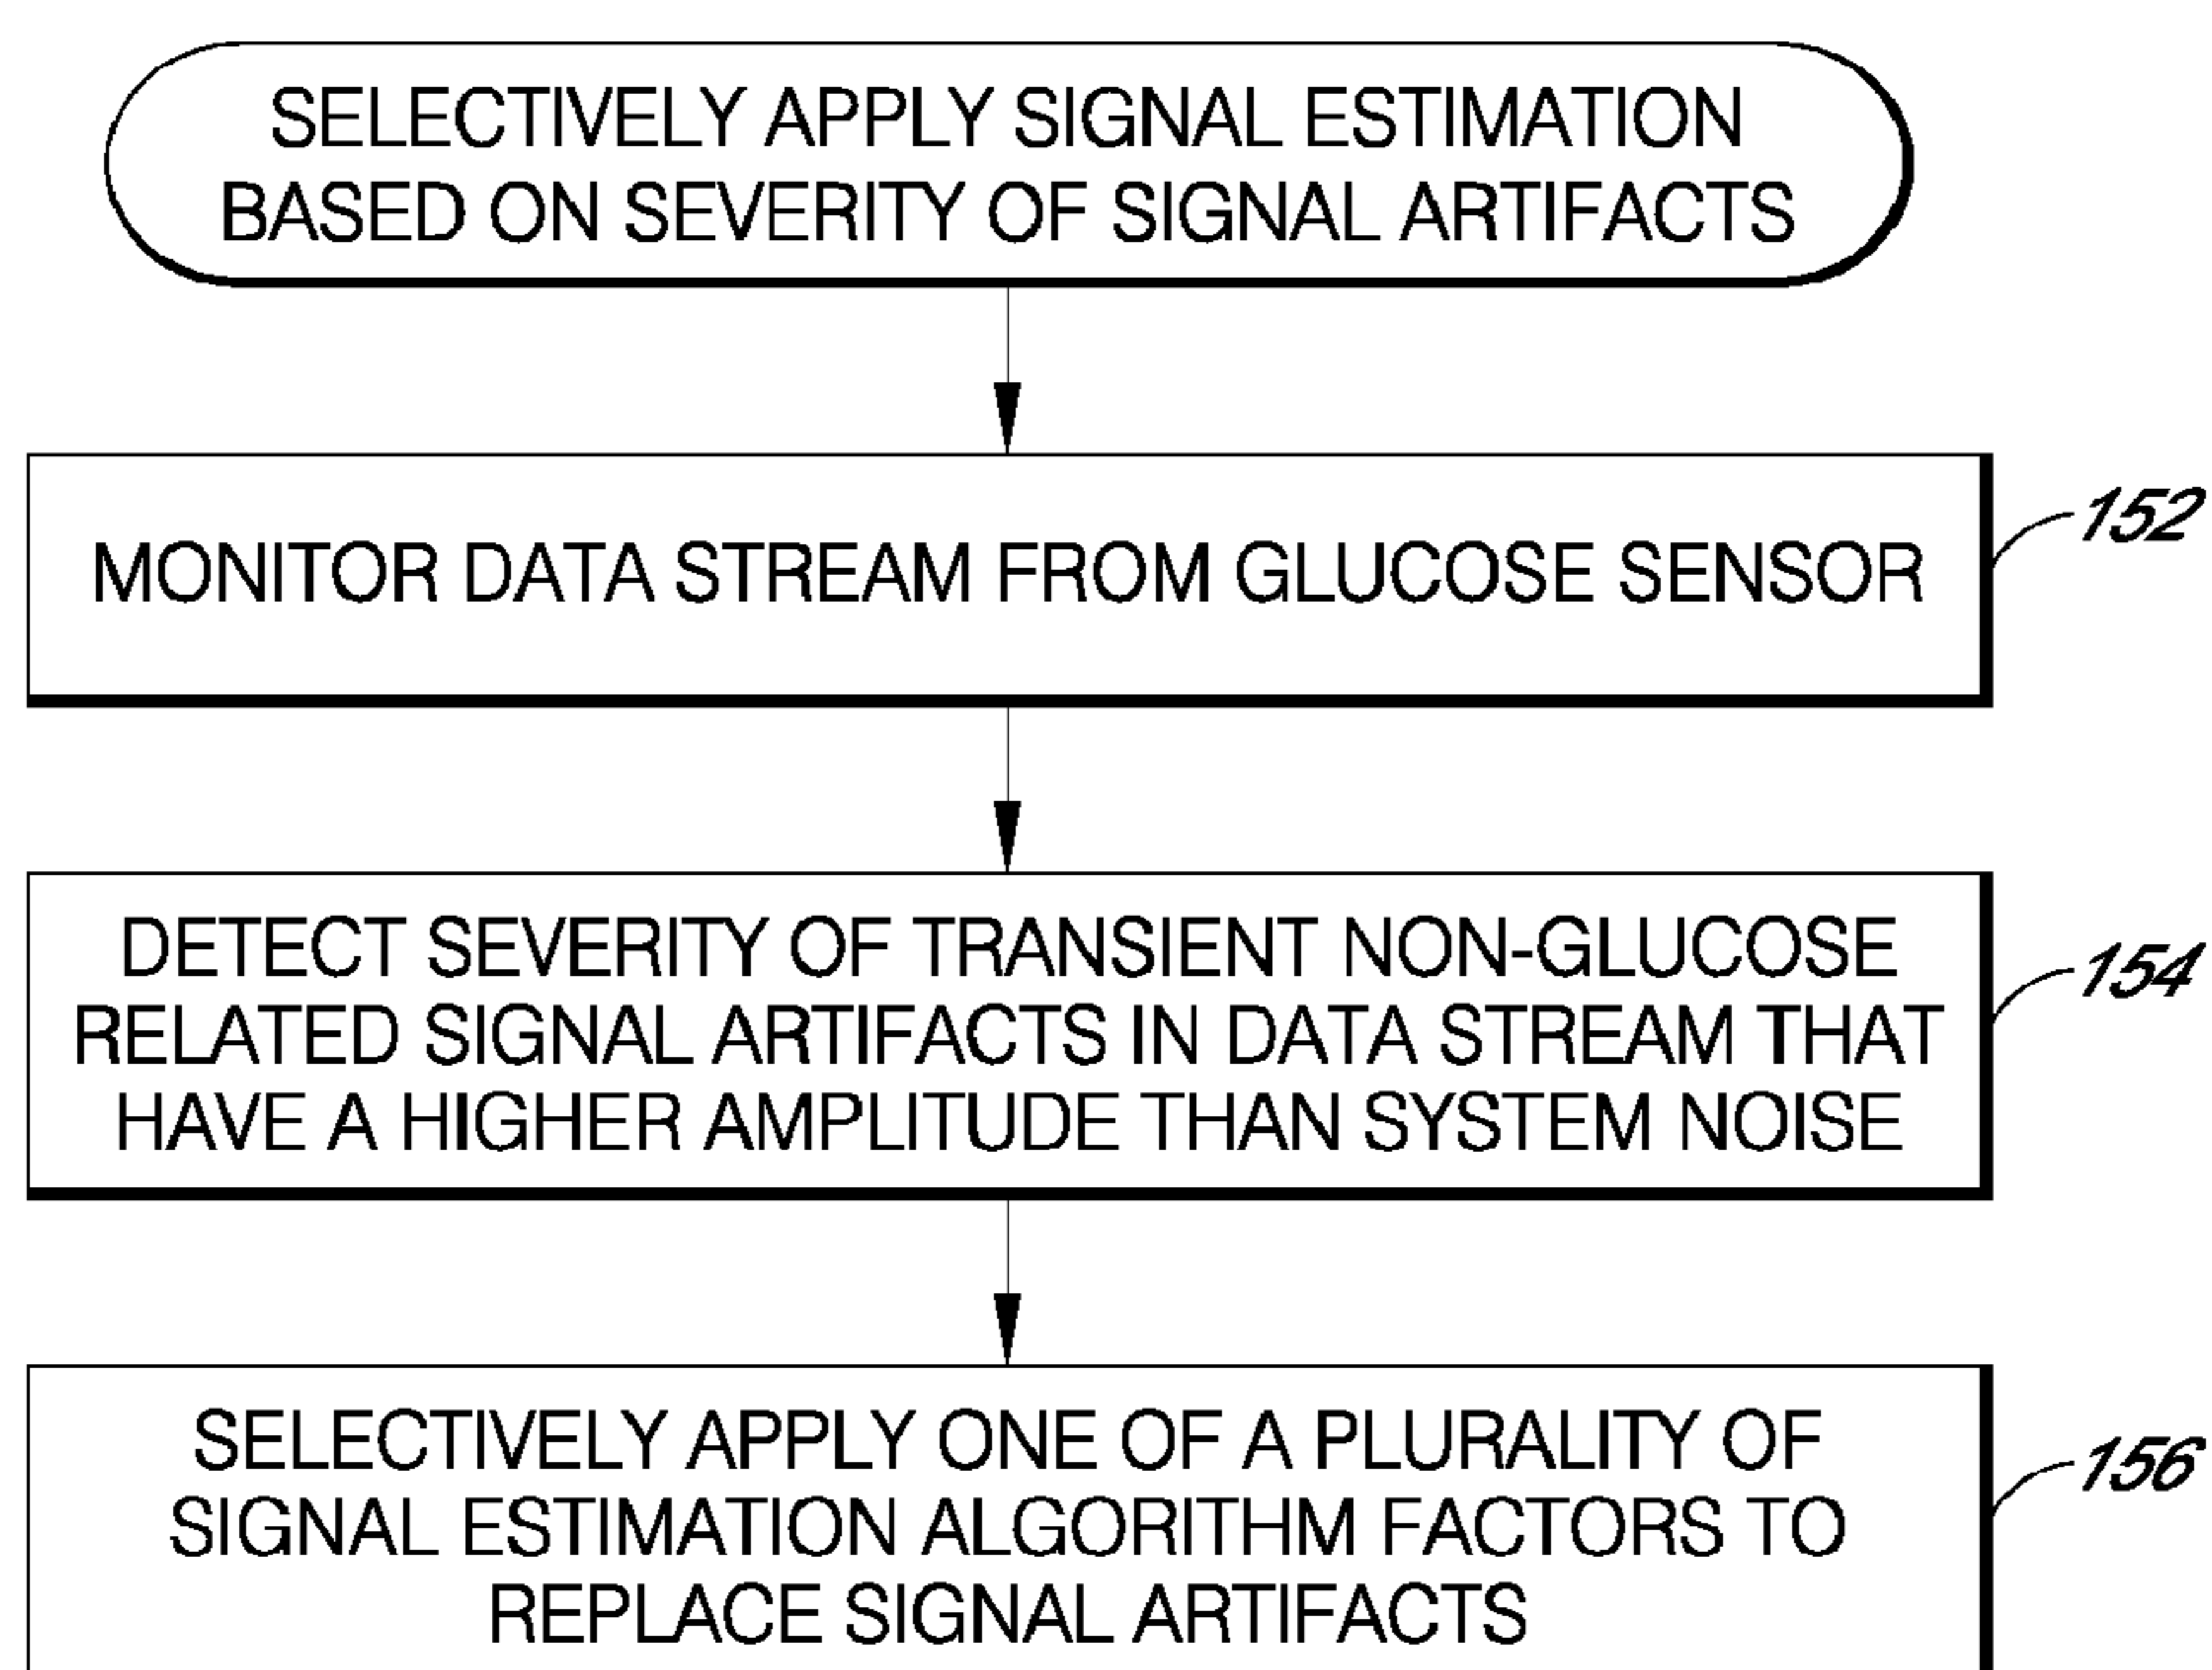 SELECTIVELY APPLY SIGNAL ESTIMATION
BASED ON SEVERITY OF SIGNAL ARTIFACTS
MONITOR DATA STREAM FROM GLUCOSE SENSOR
152
DETECT SEVERITY OF TRANSIENT NON-GLUCOSE
RELATED SIGNAL ARTIFACTS IN DATA STREAM THAT
HAVE A HIGHER AMPLITUDE THAN SYSTEM NOISE
154
SELECTIVELY APPLY ONE OF A PLURALITY OF
SIGNAL ESTIMATION ALGORITHM FACTORS TO
REPLACE SIGNAL ARTIFACTS
156